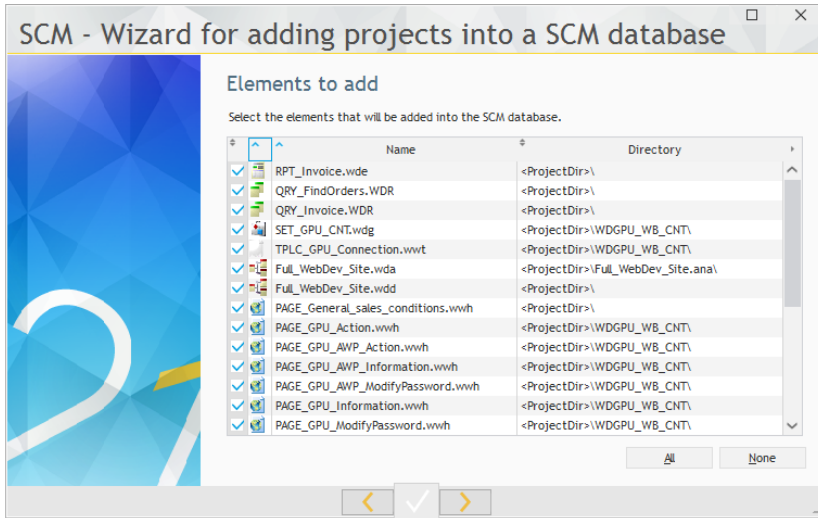 SCM - Wizard for adding projects into a SCM database
Elements to add
Select the elements that will be added into the SCM database.
Name Directory
RPT_Invoice.wde <ProjectDir>\
QRY_FindOrders.WDR <ProjectDir>\
QRY_Invoice.WDR <ProjectDir>\
SET_GPU_CNT.wdg <ProjectDir>\WDGPU_WB_CNT\
TPLC_GPU_Connection.wwt <ProjectDir>\WDGPU_WB_CNT\
Full_WebDev_Site.wda <ProjectDir>\Full_WebDev_Site.ana\
Full_WebDev_Site.wdd <ProjectDir>\
PAGE_General_sales_conditions.wwh <ProjectDir>\
PAGE_GPU_Action.wwh <ProjectDir>\WDGPU_WB_CNT\
PAGE_GPU_AWP_Action.wwh <ProjectDir>\WDGPU_WB_CNT\
PAGE_GPU_AWP_Information.wwh <ProjectDir>\WDGPU_WB_CNT\
PAGE_GPU_AWP_ModifyPassword.wwh <ProjectDir>\WDGPU_WB_CNT\
PAGE_GPU_Information.wwh <ProjectDir>\WDGPU_WB_CNT\
PAGE_GPU_ModifyPassword.wwh <ProjectDir>\WDGPU_WB_CNT\
All None